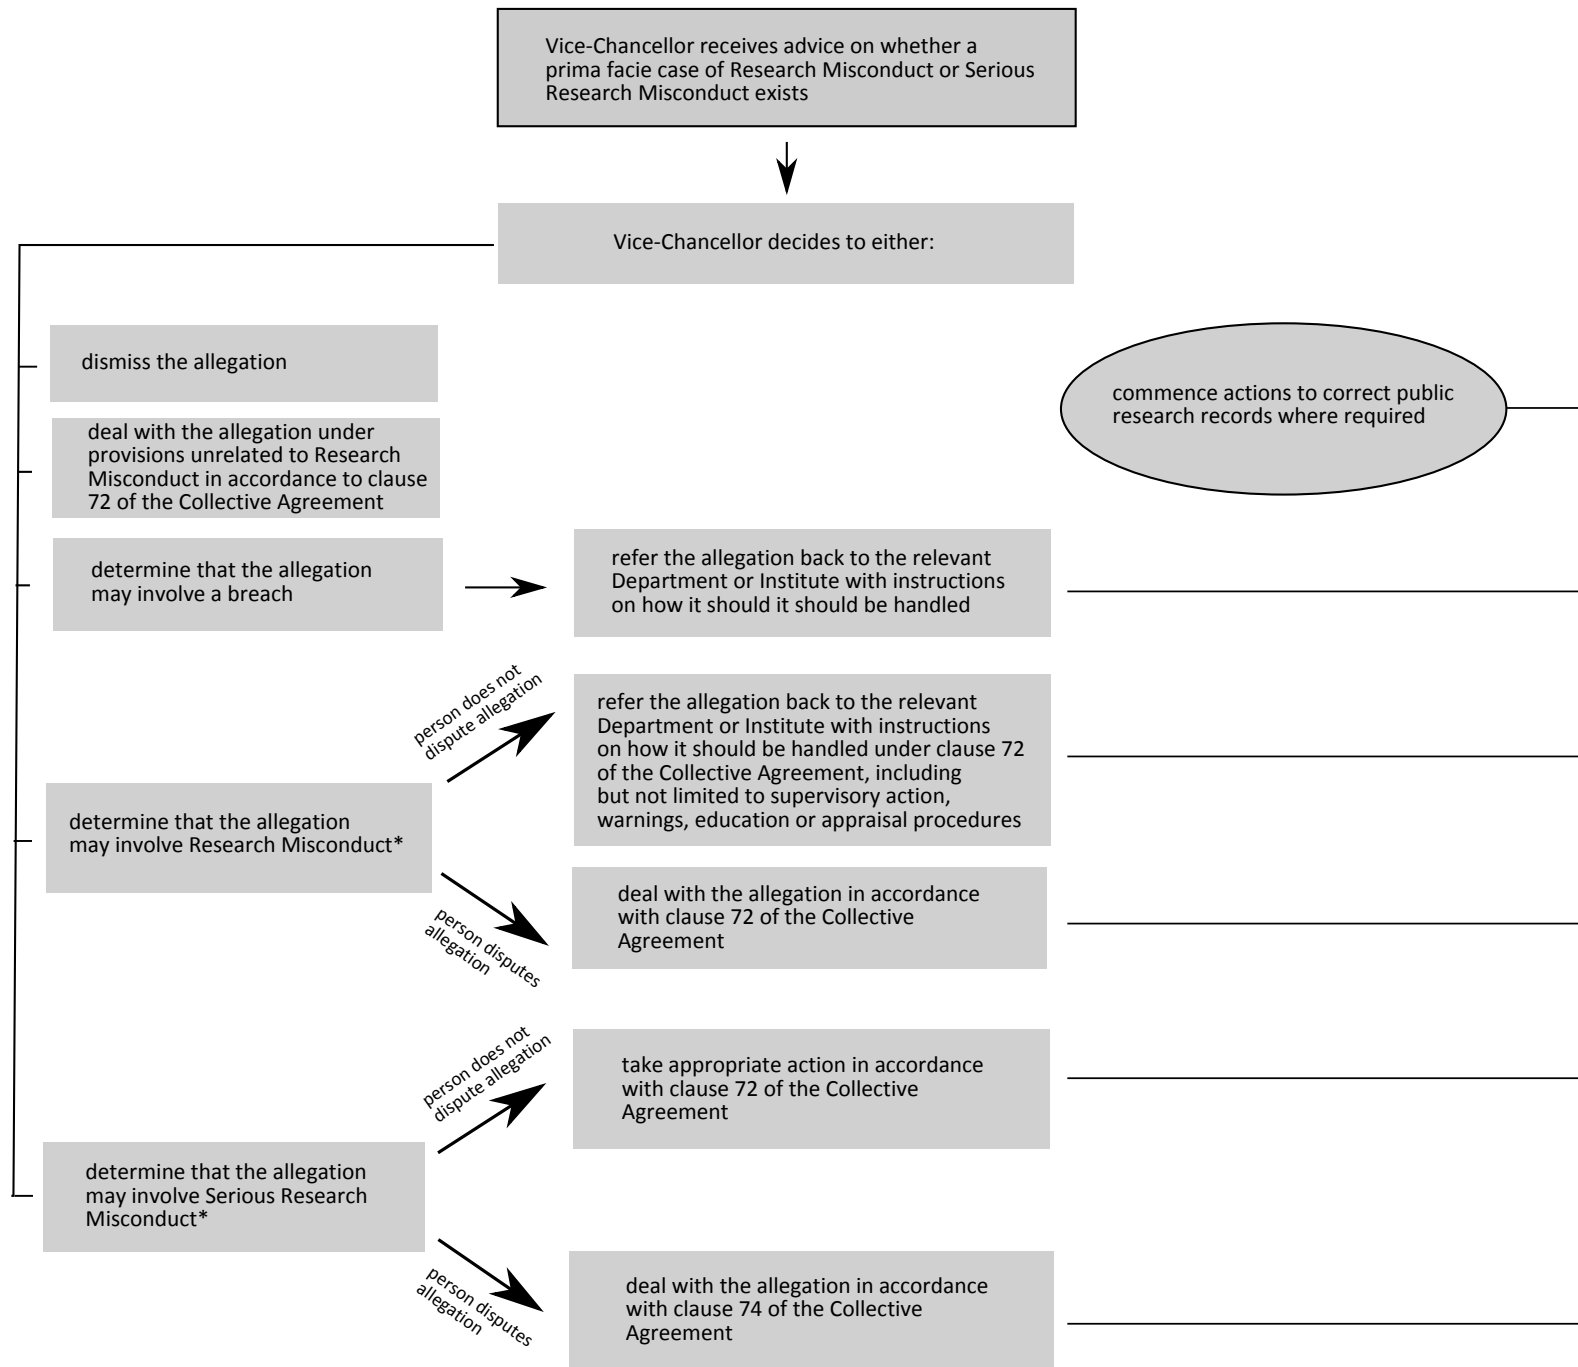 Vice-Chancellor receives advice on whether a
prima facie case of Research Misconduct or Serious
Research Misconduct exists
Vice-Chancellor decides to either:
dismiss the allegation
commence actions to correct public
research records where required
deal with the allegation under
provisions unrelated to Research
Misconduct in accordance to clause
72 of the Collective Agreement
determine that the allegation
may involve a breach
refer the allegation back to the relevant
Department or Institute with instructions
on how it should it should be handled
determine that the allegation
may involve Research Misconduct*
person does not
dispute allegation
refer the allegation back to the relevant
Department or Institute with instructions
on how it should be handled under clause 72
of the Collective Agreement, including
but not limited to supervisory action,
warnings, education or appraisal procedures
person disputes
allegation
deal with the allegation in accordance
with clause 72 of the Collective
Agreement
determine that the allegation
may involve Serious Research
Misconduct*
person does not
dispute allegation
take appropriate action in accordance
with clause 72 of the Collective
Agreement
person disputes
allegation
deal with the allegation in accordance
with clause 74 of the Collective
Agreement